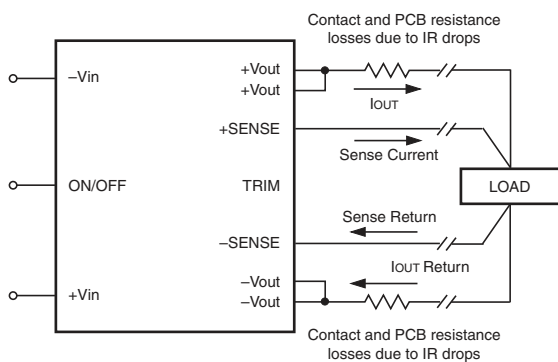 Contact and PCB resistance
losses due to IR drops
–Vin
+Vout
+Vout
IOUT
+SENSE
Sense Current
ON/OFF
TRIM
LOAD
Sense Return
–SENSE
IOUT Return
+Vin
–Vout
–Vout
Contact and PCB resistance
losses due to IR drops